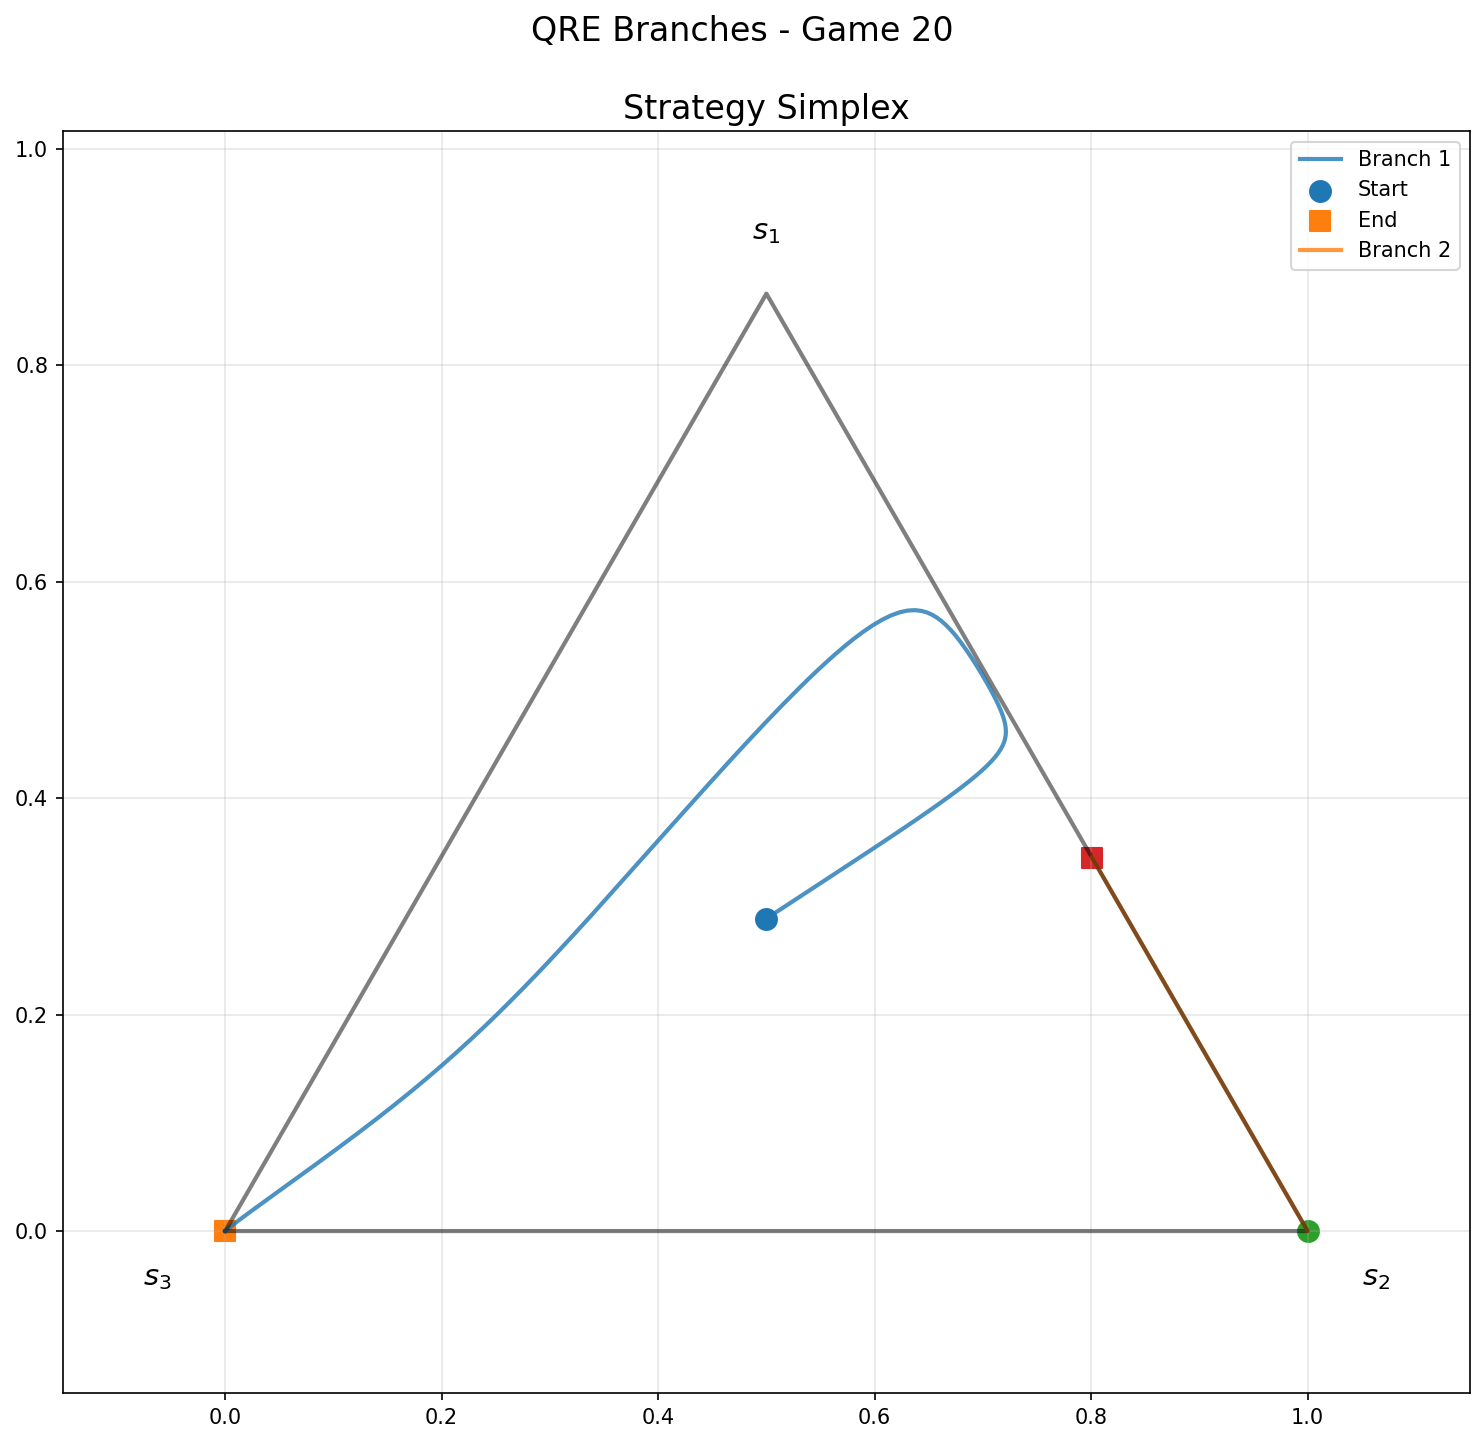 QRE Branches - Game 20
Strategy Simplex
Branch 1
Start
End
Branch 2
s1
s3
s2
1.0
0.8
0.6
0.4
0.2
0.0
0.0 0.2 0.4 0.6 0.8 1.0